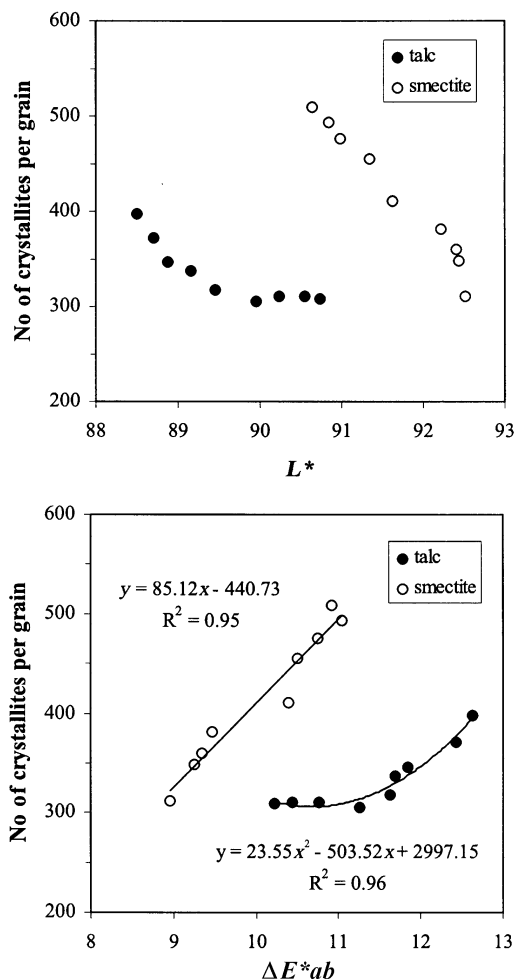 600
500
400
300
200
No of crystallites per grain
talc
smectite
88
89
90
91
92
93
L*
600
500
400
300
200
No of crystallites per grain
talc
smectite
y = 85.12x - 440.73
R² = 0.95
y = 23.55x² - 503.52x + 2997.15
R² = 0.96
8
9
10
11
12
13
ΔE*ab